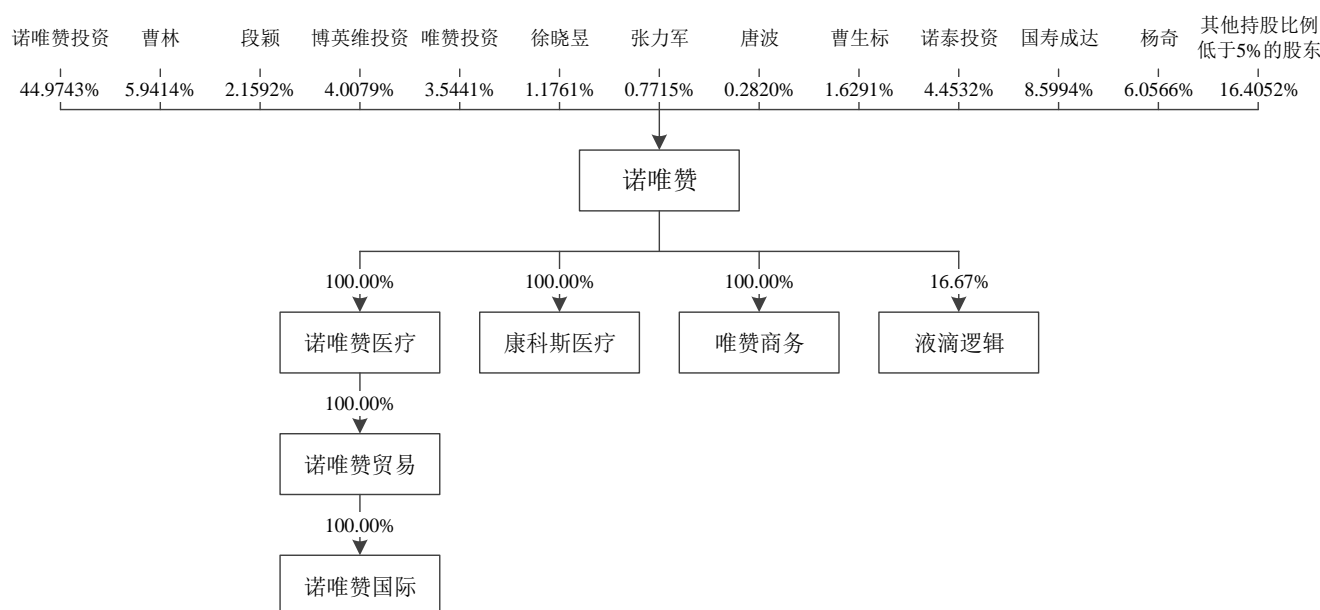 诺唯赞投资 曹林 段颖 博英维投资 唯赞投资 徐晓昱 张力军 唐波 曹生标 诺泰投资 国寿成达 杨奇 其他持股比例
低于5%的股东
44.9743% 5.9414% 2.1592% 4.0079% 3.5441% 1.1761% 0.7715% 0.2820% 1.6291% 4.4532% 8.5994% 6.0566% 16.4052%
诺唯赞
100.00% 100.00% 100.00% 16.67%
诺唯赞医疗 康科斯医疗 唯赞商务 液滴逻辑
100.00%
诺唯赞贸易
100.00%
诺唯赞国际